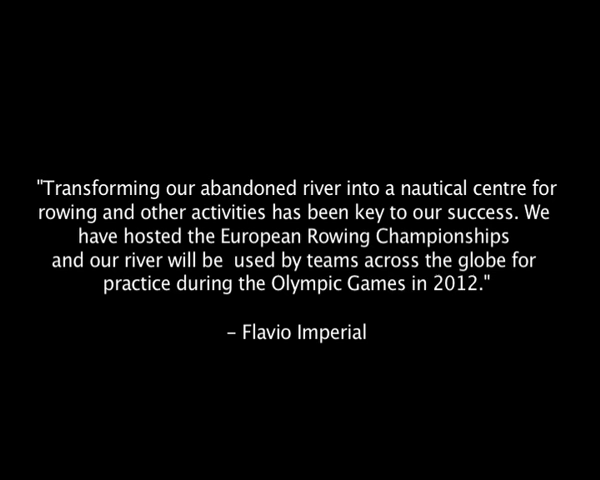 "Transforming our abandoned river into a nautical centre for
rowing and other activities has been key to our success. We
have hosted the European Rowing Championships
and our river will be  used by teams across the globe for
practice during the Olympic Games in 2012."
– Flavio Imperial